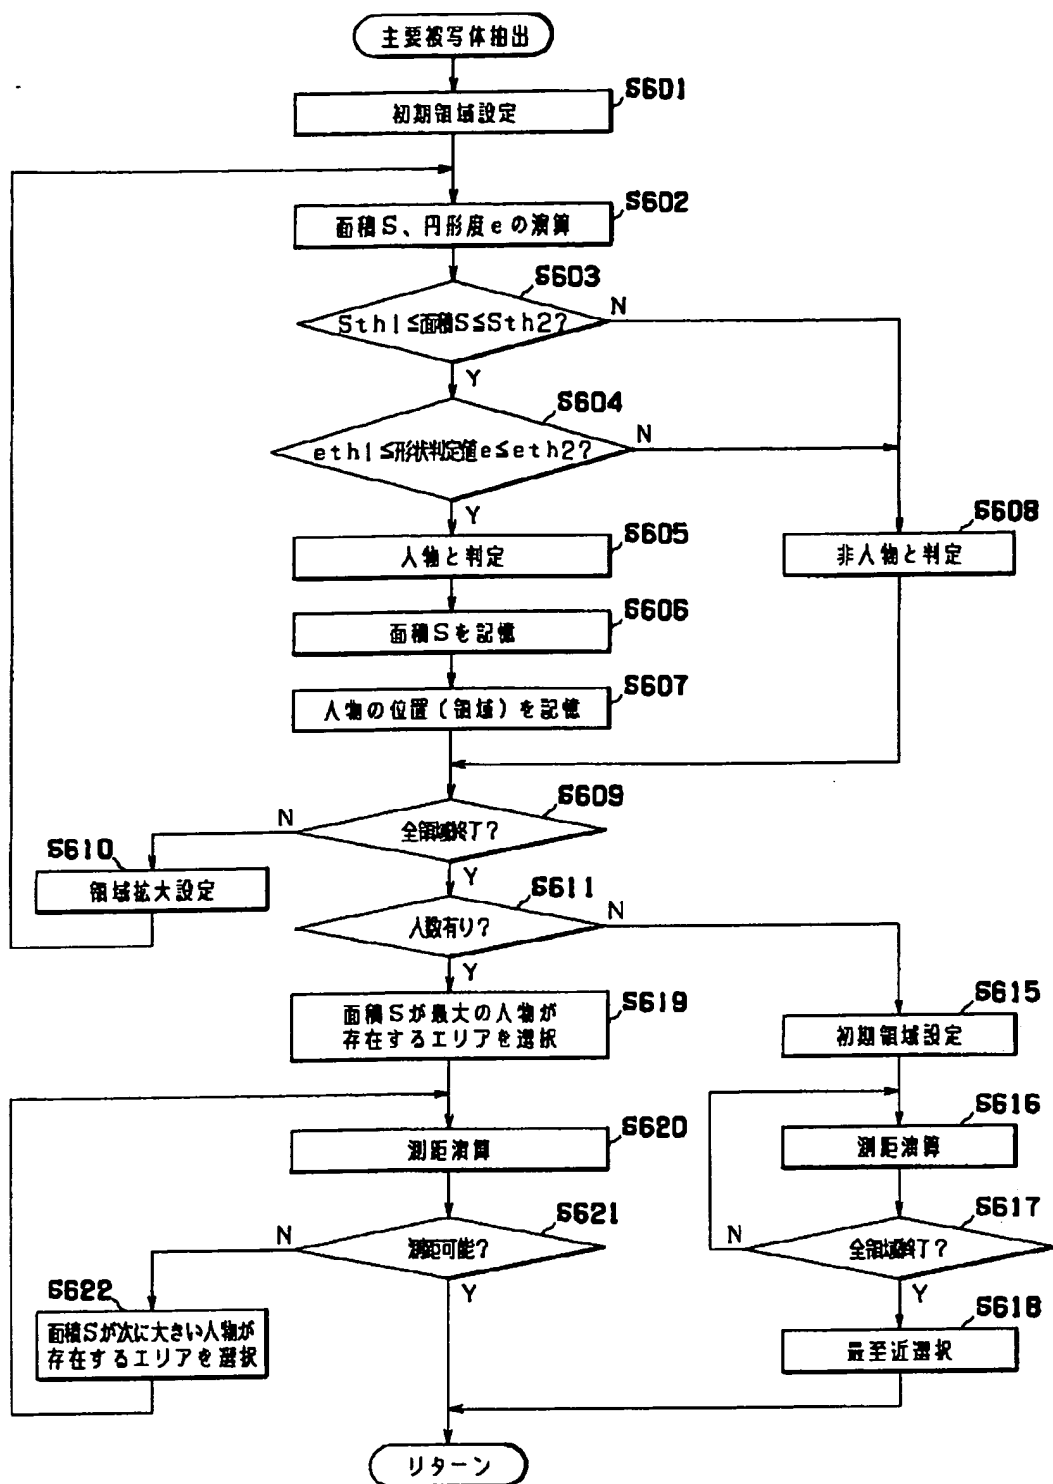 主要被写体抽出
S601
初期領域設定
S602
面積S、円形度eの演算
S603
Sth1≦面積S≦Sth2?
N
Y
S604
eth1≦形状判定値e≦eth2?
N
Y
S605
人物と判定
S608
非人物と判定
S606
面積Sを記憶
S607
人物の位置(領域)を記憶
S609
全領域終了?
N
Y
S610
領域拡大設定
S611
人数有り?
N
Y
S619
面積Sが最大の人物が
存在するエリアを選択
S615
初期領域設定
S620
測距演算
S616
測距演算
S621
測距可能?
N
Y
S617
全領域終了?
N
Y
S622
面積Sが次に大きい人物が
存在するエリアを選択
S618
最至近選択
リターン